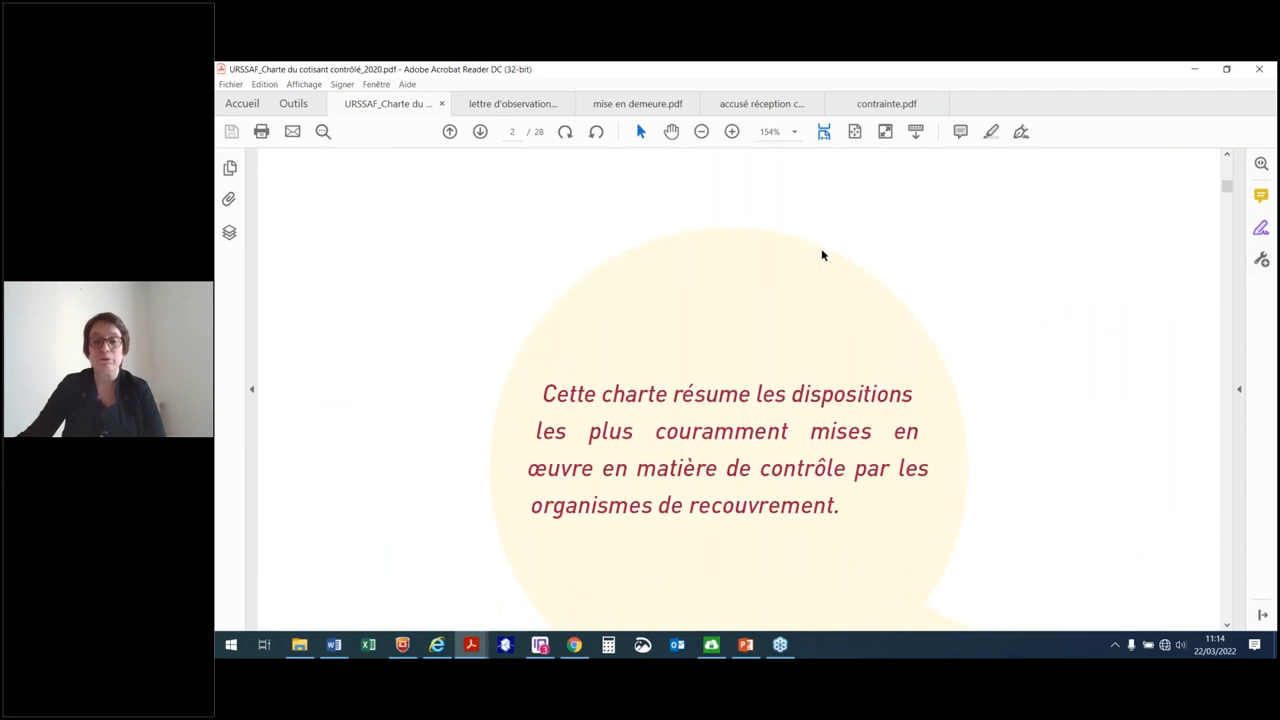 URSSAF_Charte du cotisant contrôlé_2020.pdf - Adobe Acrobat Reader DC (32-bit)
Fichier Edition Affichage Signer Fenêtre Aide
Accueil Outils URSSAF_Charte du ... × lettre d'observation... mise en demeure.pdf accusé réception c... contrainte.pdf
2 / 28 154%
Cette charte résume les dispositions
les plus couramment mises en
œuvre en matière de contrôle par les
organismes de recouvrement.
11:14
22/03/2022